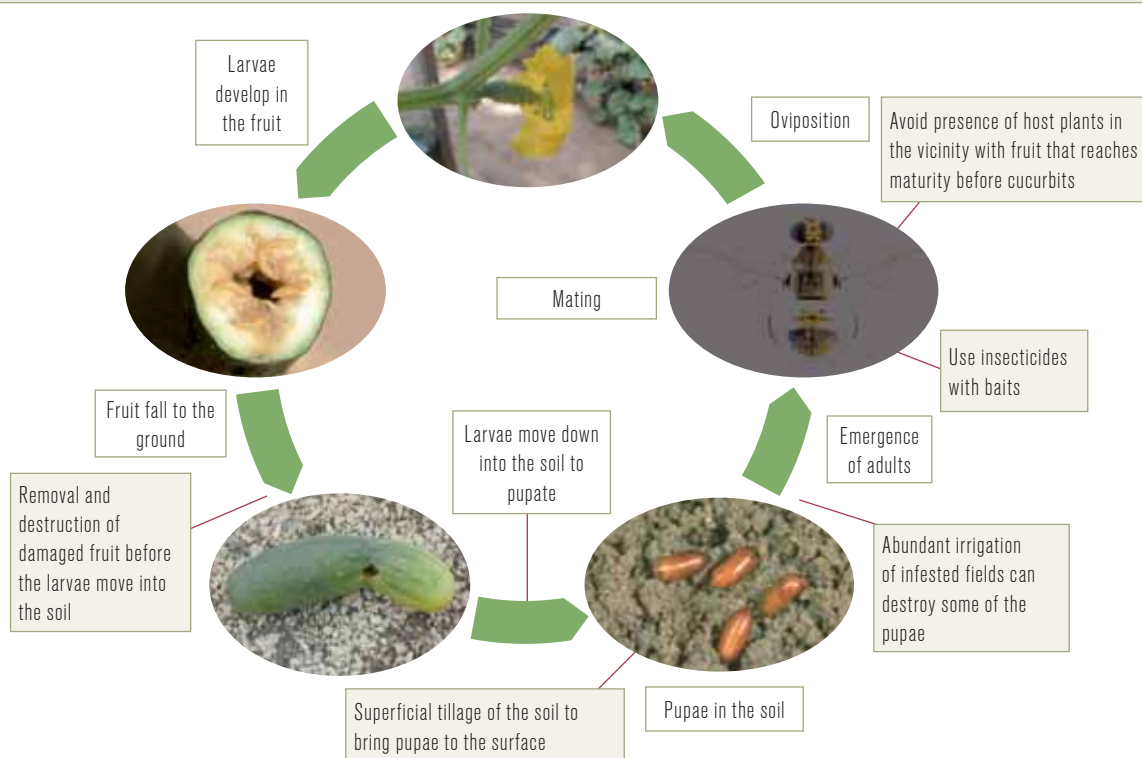 Larvae
develop in
the fruit
Oviposition
Avoid presence of host plants in
the vicinity with fruit that reaches
maturity before cucurbits
Mating
Use insecticides
with baits
Fruit fall to the
ground
Larvae move down
into the soil to
pupate
Emergence
of adults
Removal and
destruction of
damaged fruit before
the larvae move into
the soil
Abundant irrigation
of infested fields can
destroy some of the
pupae
Superficial tillage of the soil to
bring pupae to the surface
Pupae in the soil